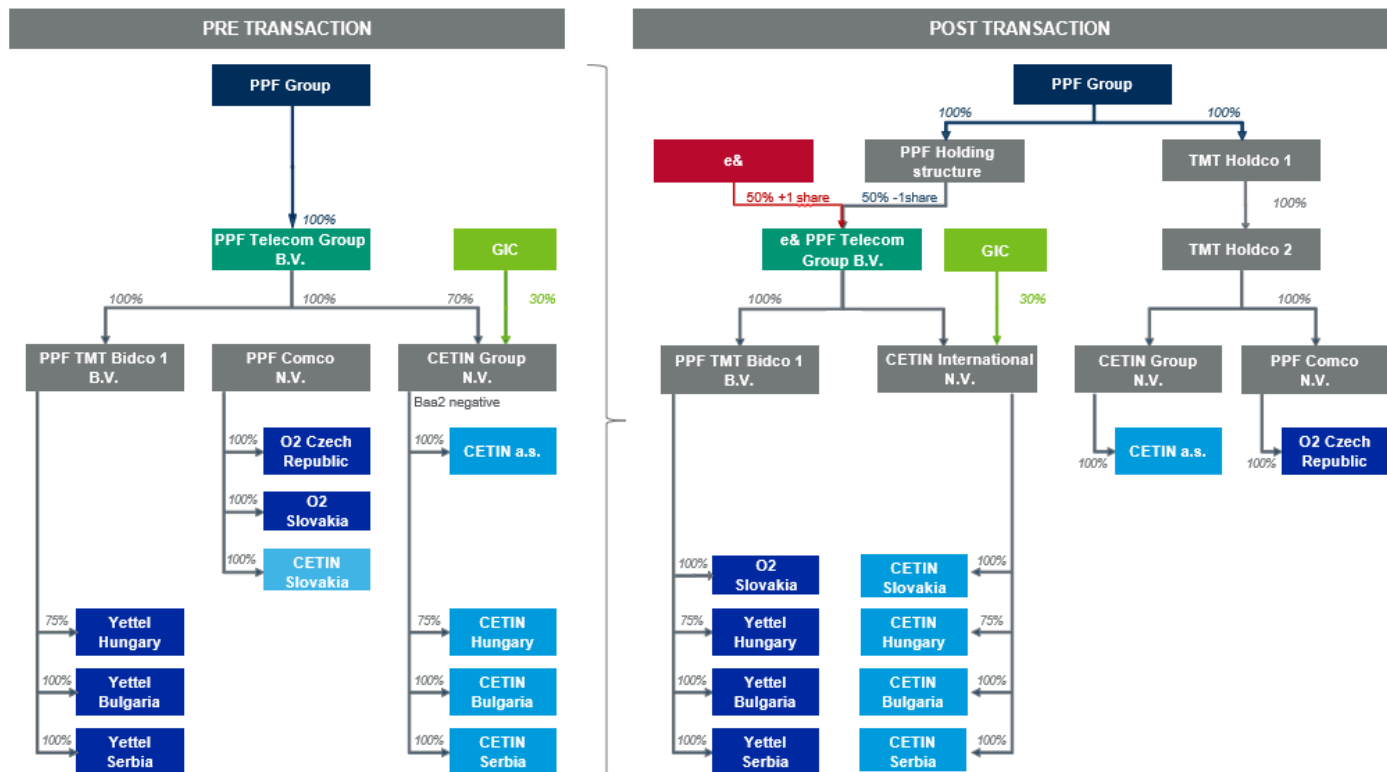 PRE TRANSACTION
PPF Group
100%
PPF Telecom Group
B.V.
GIC
100%
100%
70%
30%
PPF TMT Bidco 1
B.V.
PPF Comco
N.V.
CETIN Group
N.V.
Baa2 negative
100%
O2 Czech
Republic
100%
CETIN a.s.
100%
O2
Slovakia
100%
CETIN
Slovakia
75%
Yettel
Hungary
75%
CETIN
Hungary
100%
Yettel
Bulgaria
100%
CETIN
Bulgaria
100%
Yettel
Serbia
100%
CETIN
Serbia
POST TRANSACTION
PPF Group
100%
100%
e&
PPF Holding
structure
TMT Holdco 1
50% +1 share
50% -1share
100%
e& PPF Telecom
Group B.V.
GIC
TMT Holdco 2
100%
30%
100%
PPF TMT Bidco 1
B.V.
CETIN International
N.V.
CETIN Group
N.V.
PPF Comco
N.V.
100%
CETIN a.s.
100%
O2 Czech
Republic
100%
O2
Slovakia
CETIN
Slovakia
100%
75%
Yettel
Hungary
CETIN
Hungary
75%
100%
Yettel
Bulgaria
CETIN
Bulgaria
100%
100%
Yettel
Serbia
CETIN
Serbia
100%